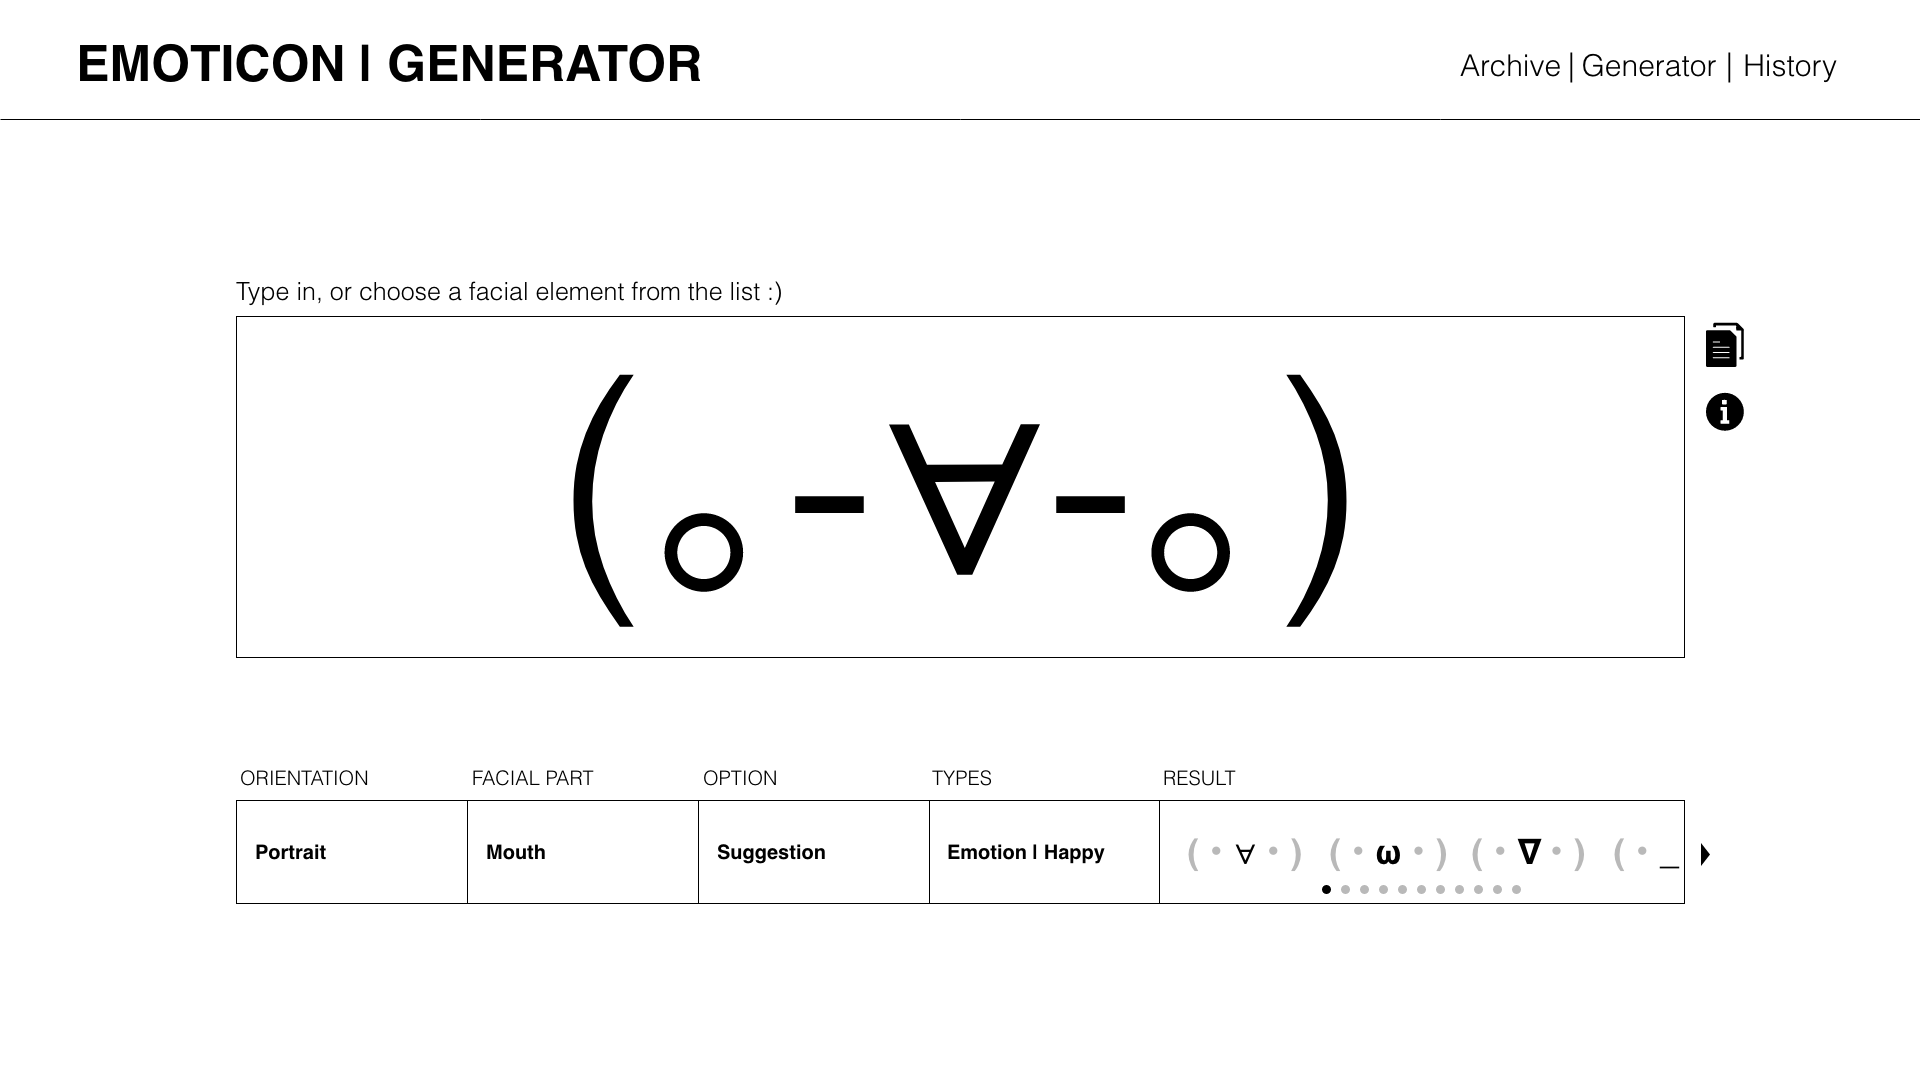 EMOTICON | GENERATOR
Archive | Generator | History
Type in, or choose a facial element from the list :)
(o-∀-o)
ORIENTATION
FACIAL PART
OPTION
TYPES
RESULT
Portrait
Mouth
Suggestion
Emotion | Happy
(・∀・) (・ω・) (・∇・) (・_